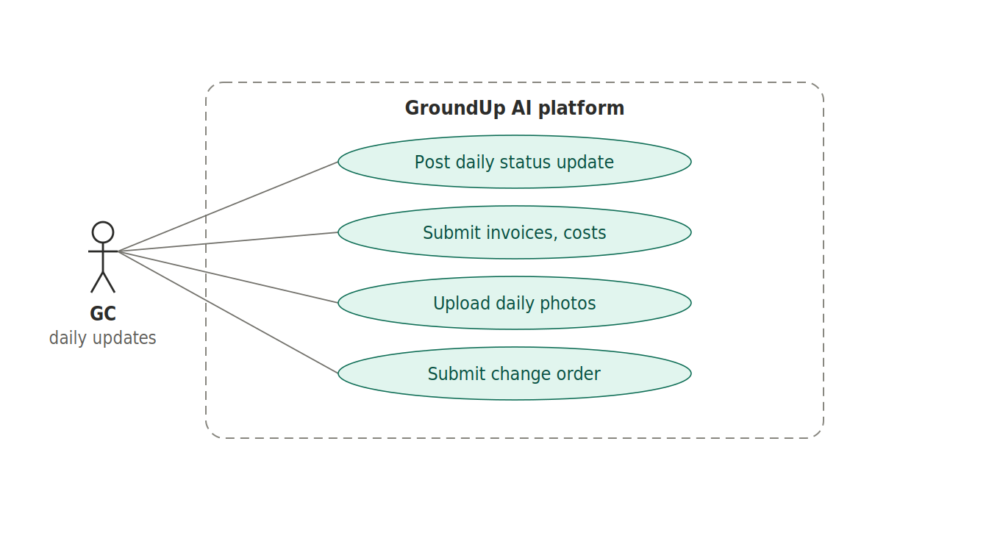 GroundUp AI platform
Post daily status update
Submit invoices, costs
Upload daily photos
Submit change order
GC
daily updates